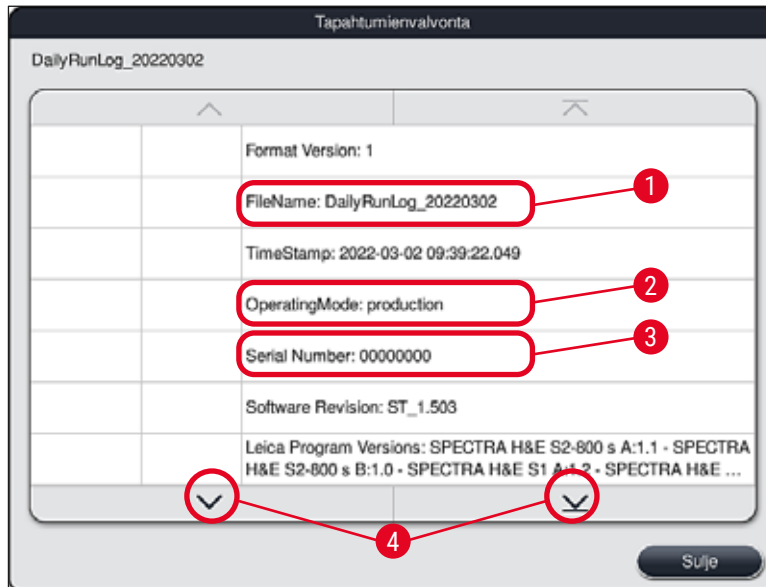 Tapahtumienvalvonta
DailyRunLog_20220302
Format Version: 1
FileName: DailyRunLog_20220302
1
TimeStamp: 2022-03-02 09:39:22.049
OperatingMode: production
2
Serial Number: 00000000
3
Software Revision: ST_1.503
Leica Program Versions: SPECTRA H&E S2-800 s A:1.1 - SPECTRA
H&E S2-800 s B:1.0 - SPECTRA H&E S1 A:1.2 - SPECTRA H&E ...
4
Sulje